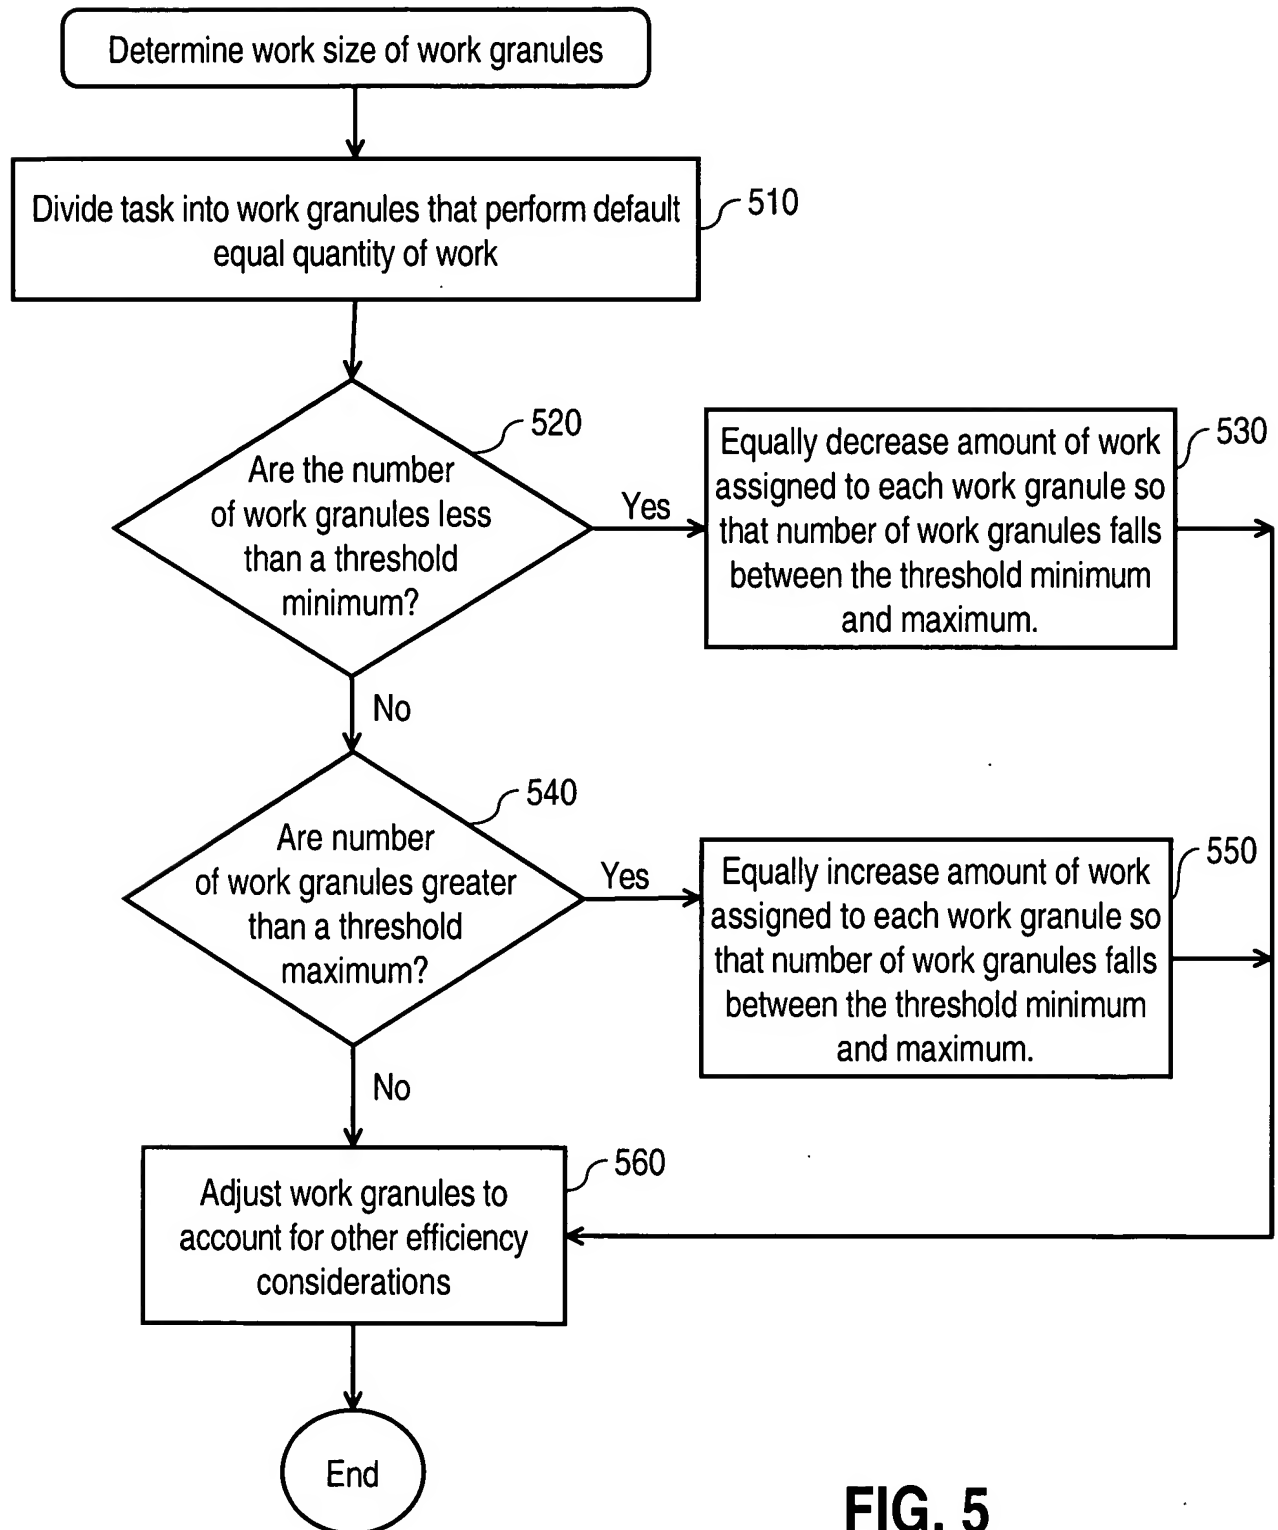 Determine work size of work granules
Divide task into work granules that perform default
equal quantity of work
510
Are the number
of work granules less
than a threshold
minimum?
520
Yes
Equally decrease amount of work
assigned to each work granule so
that number of work granules falls
between the threshold minimum
and maximum.
530
No
Are number
of work granules greater
than a threshold
maximum?
540
Yes
Equally increase amount of work
assigned to each work granule so
that number of work granules falls
between the threshold minimum
and maximum.
550
No
Adjust work granules to
account for other efficiency
considerations
560
End
FIG. 5